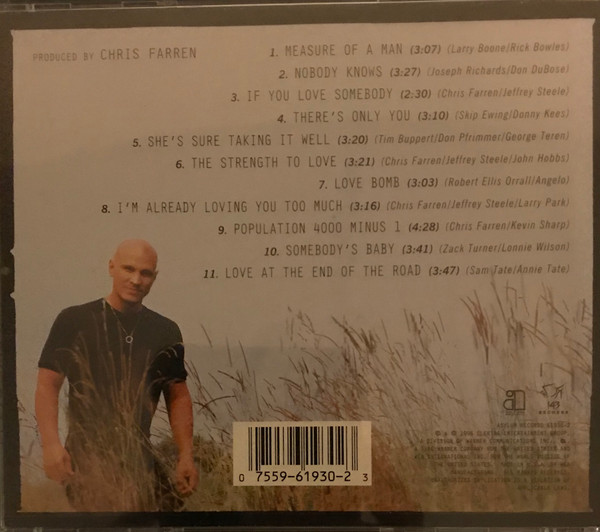 PRODUCED BY CHRIS FARREN
1. MEASURE OF A MAN (3:07) (Larry Boone/Rick Bowles)
2. NOBODY KNOWS (3:27) (Joseph Richards/Don DuBose)
3. IF YOU LOVE SOMEBODY (2:30) (Chris Farren/Jeffrey Steele)
4. THERE'S ONLY YOU (3:10) (Skip Ewing/Donny Kees)
5. SHE'S SURE TAKING IT WELL (3:20) (Tim Buppert/Don Pfrimmer/George Teren)
6. THE STRENGTH TO LOVE (3:21) (Chris Farren/Jeffrey Steele/John Hobbs)
7. LOVE BOMB (3:03) (Robert Ellis Orrall/Angelo)
8. I'M ALREADY LOVING YOU TOO MUCH (3:16) (Chris Farren/Jeffrey Steele/Larry Park)
9. POPULATION 4000 MINUS 1 (4:28) (Chris Farren/Kevin Sharp)
10. SOMEBODY'S BABY (3:41) (Zack Turner/Lonnie Wilson)
11. LOVE AT THE END OF THE ROAD (3:47) (Sam Tate/Annie Tate)
143
RECORDS
0 7559-61930-2 3